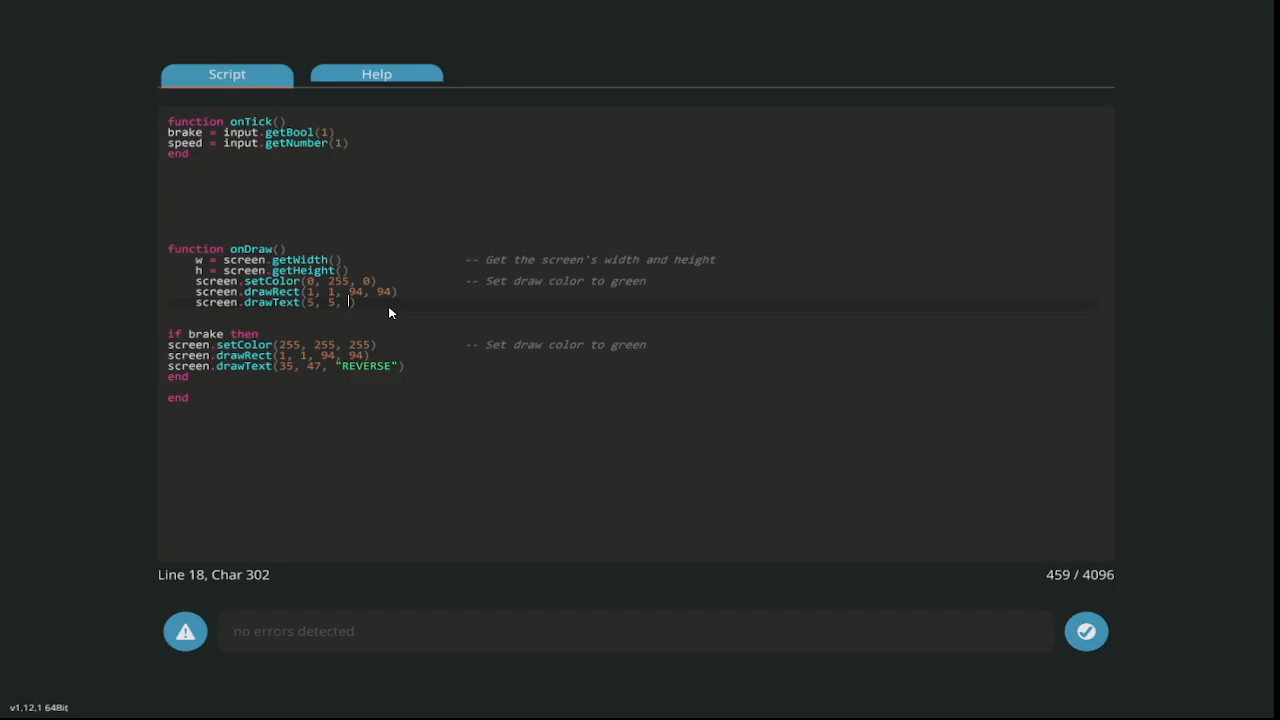 Script Help
function onTick()
brake = input.getBool(1)
speed = input.getNumber(1)
end
function onDraw()
w = screen.getWidth() -- Get the screen's width and height
h = screen.getHeight()
screen.setColor(0, 255, 0) -- Set draw color to green
screen.drawRect(1, 1, 94, 94)
screen.drawText(5, 5, )
if brake then
screen.setColor(255, 255, 255) -- Set draw color to green
screen.drawRect(1, 1, 94, 94)
screen.drawText(35, 47, "REVERSE")
end
end
Line 18, Char 302 459 / 4096
no errors detected
v1.12.1 64Bit